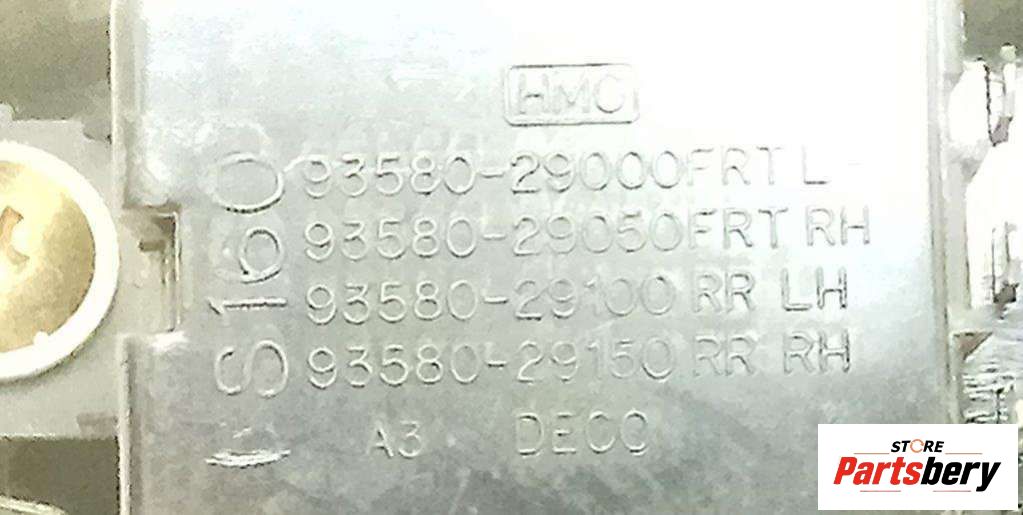 HMC
93580-29000FRT L
93580-29050FRT RH
93580-29100 RR LH
93580-29150 RR RH
A3 DECO
STORE
Partsbery